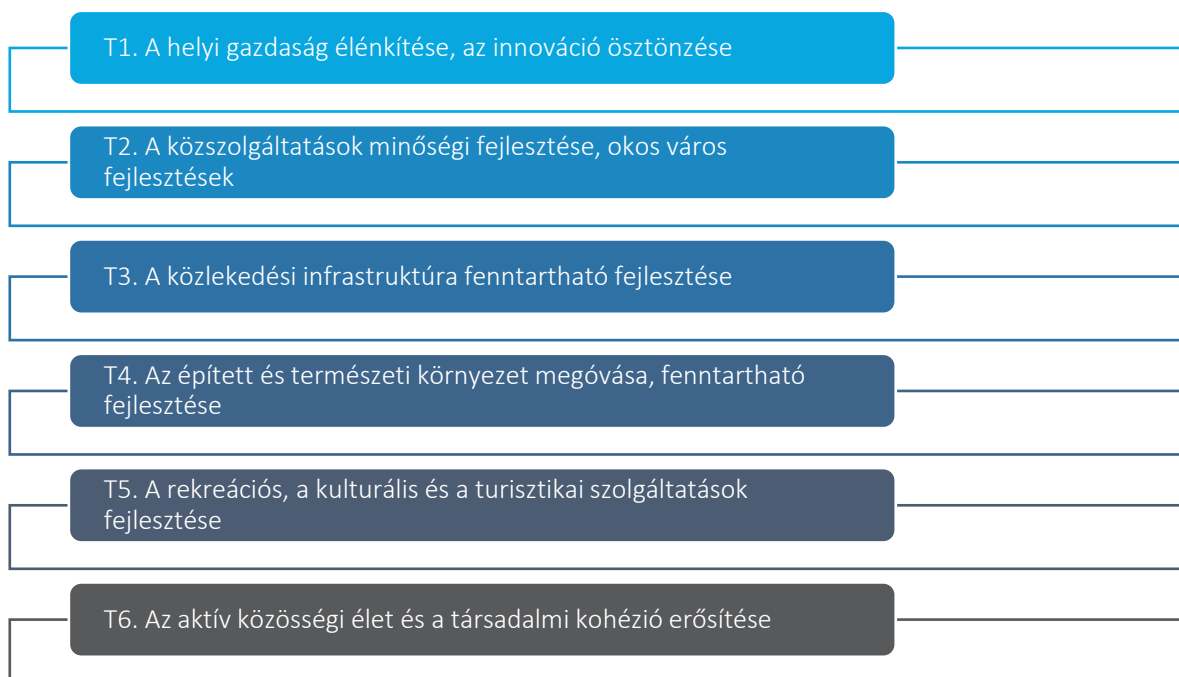 T1. A helyi gazdaság élénkítése, az innováció ösztönzése
T2. A közszolgáltatások minőségi fejlesztése, okos város
fejlesztések
T3. A közlekedési infrastruktúra fenntartható fejlesztése
T4. Az épített és természeti környezet megóvása, fenntartható
fejlesztése
T5. A rekreációs, a kulturális és a turisztikai szolgáltatások
fejlesztése
T6. Az aktív közösségi élet és a társadalmi kohézió erősítése